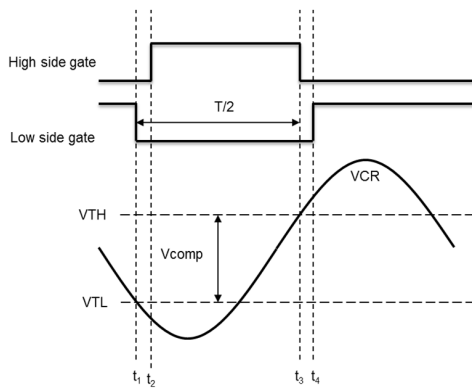 High side gate
T/2
Low side gate
VCR
VTH
Vcomp
VTL
t1 t2 t3 t4